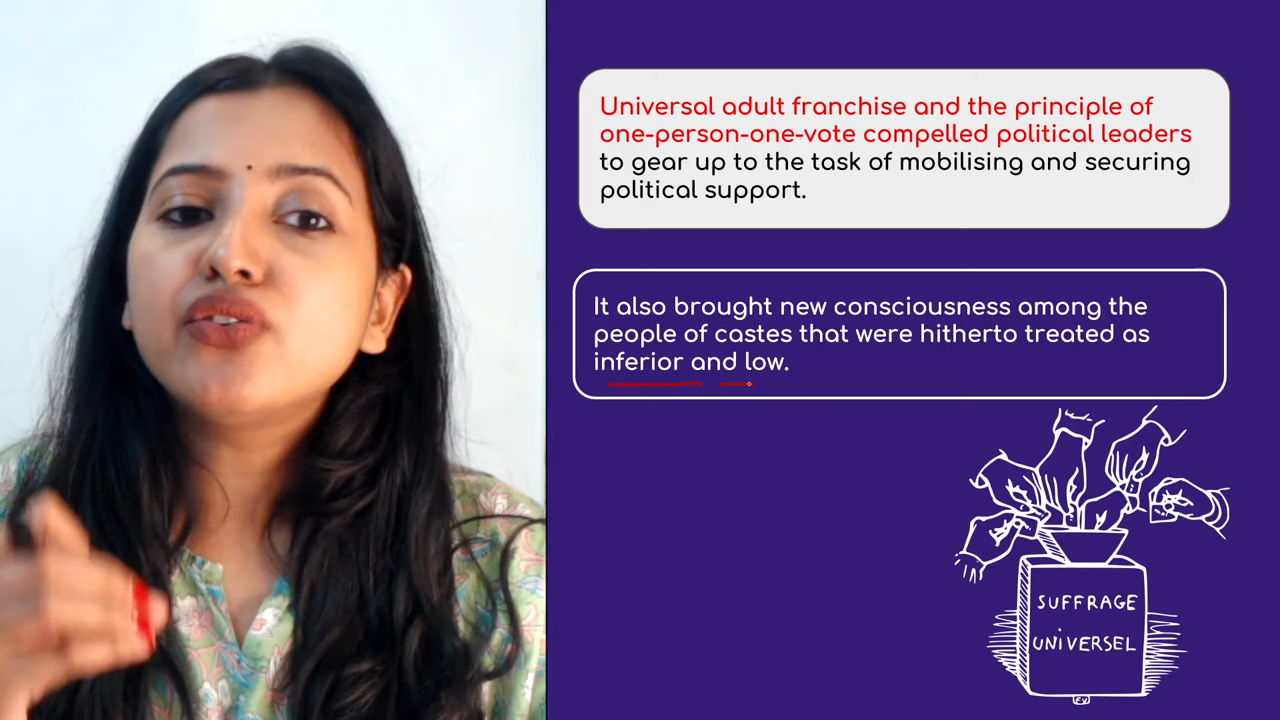 Universal adult franchise and the principle of
one-person-one-vote compelled political leaders
to gear up to the task of mobilising and securing
political support.
It also brought new consciousness among the
people of castes that were hitherto treated as
inferior and low.
SUFFRAGE
UNiVERSEL